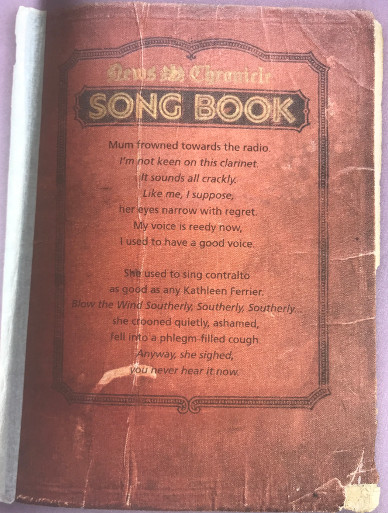 News Chronicle
SONG BOOK
Mum frowned towards the radio.
I'm not keen on this clarinet.
It sounds all crackly.
Like me, I suppose,
her eyes narrow with regret.
My voice is reedy now,
I used to have a good voice.
She used to sing contralto
as good as any Kathleen Ferrier.
Blow the Wind Southerly, Southerly, Southerly...
she crooned quietly, ashamed,
fell into a phlegm-filled cough.
Anyway, she sighed,
you never hear it now.